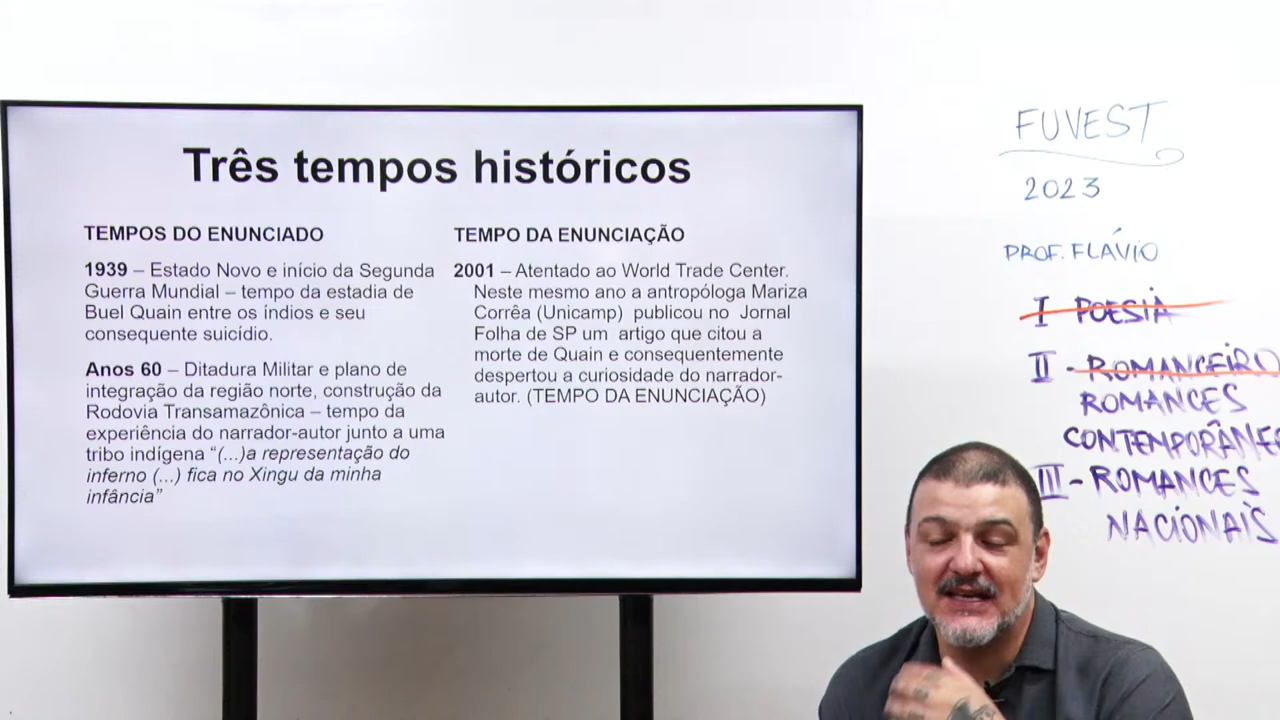 Três tempos históricos
TEMPOS DO ENUNCIADO
1939 – Estado Novo e início da Segunda
Guerra Mundial – tempo da estadia de
Buel Quain entre os índios e seu
consequente suicídio.
Anos 60 – Ditadura Militar e plano de
integração da região norte, construção da
Rodovia Transamazônica – tempo da
experiência do narrador-autor junto a uma
tribo indígena “(...)a representação do
inferno (...) fica no Xingu da minha
infância”
TEMPO DA ENUNCIAÇÃO
2001 – Atentado ao World Trade Center.
Neste mesmo ano a antropóloga Mariza
Corrêa (Unicamp) publicou no Jornal
Folha de SP um artigo que citou a
morte de Quain e consequentemente
despertou a curiosidade do narrador-
autor. (TEMPO DA ENUNCIAÇÃO)
FUVEST
2023
PROF. FLÁVIO
I POESIA
II - ROMANCEIRO
ROMANCES
CONTEMPORÂNE
III - ROMANCES
NACIONAIS